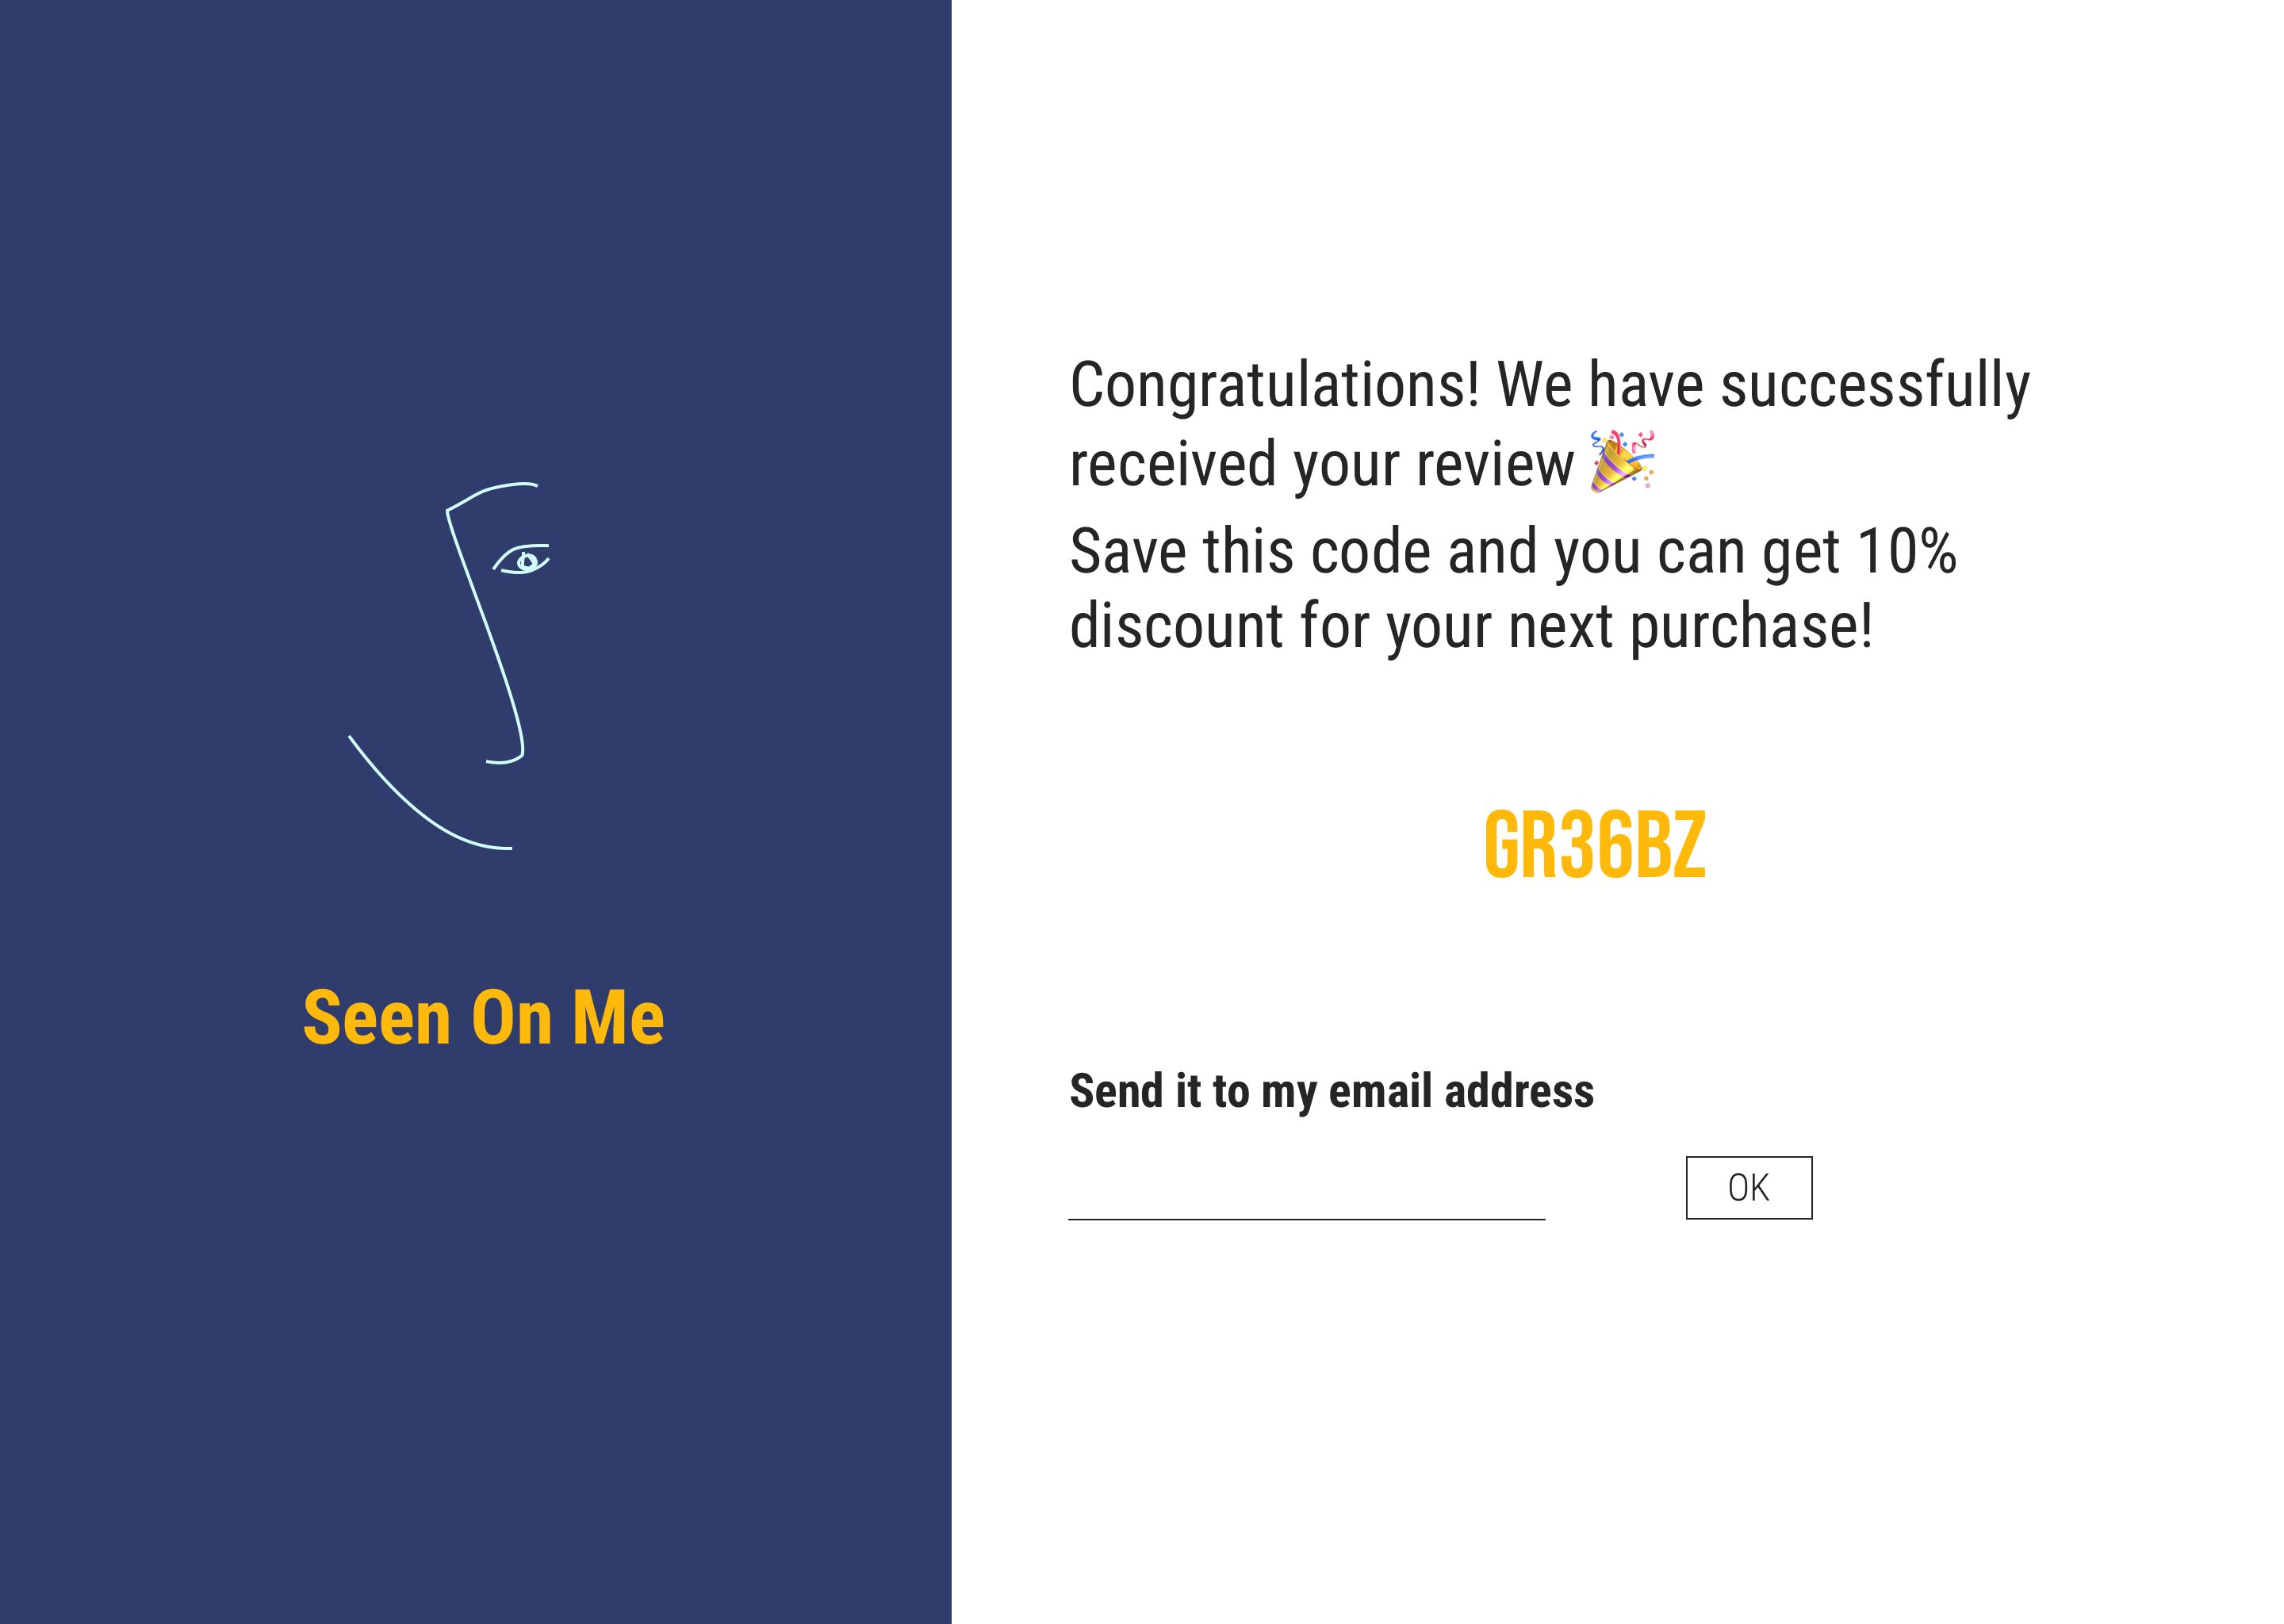 Seen On Me
Congratulations! We have successfully
received your review 🎉
Save this code and you can get 10%
discount for your next purchase!
GR36BZ
Send it to my email address
OK